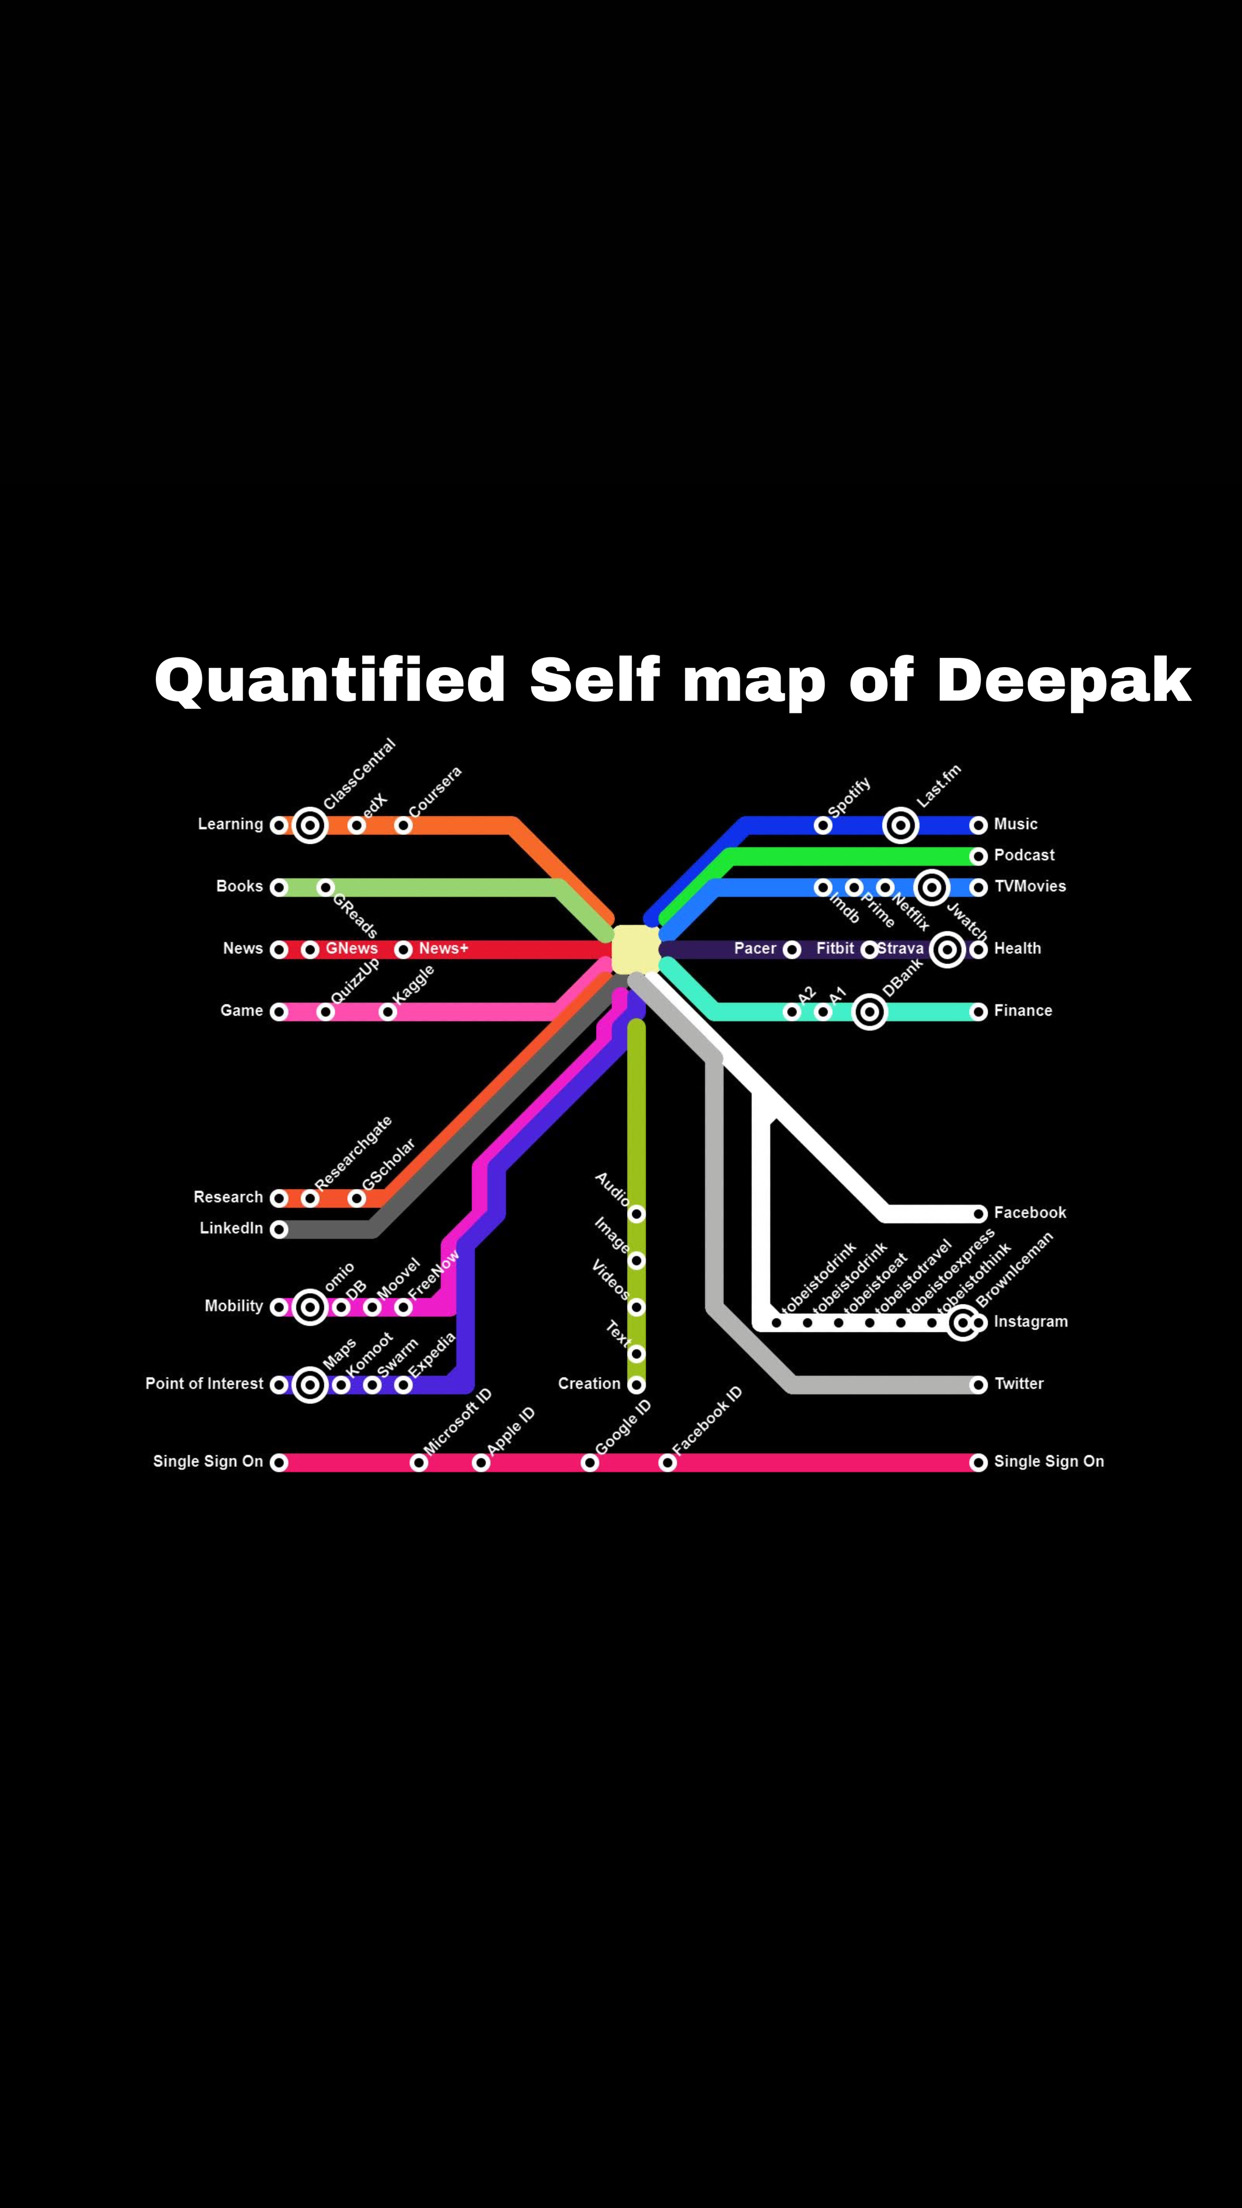 Quantified Self map of Deepak
ClassCentral
edX
Coursera
Learning
Books
GReads
News
GNews
News+
QuizzUp
Kaggle
Game
Spotify
Last.fm
Music
Podcast
TVMovies
Imdb
Prime
Netflix
Jwatch
Pacer
Fitbit
Strava
Health
A2
A1
DBank
Finance
Researchgate
GScholar
Research
LinkedIn
omio
DB
Moovel
FreeNow
Mobility
Maps
Komoot
Swarm
Expedia
Point of Interest
Audio
Image
Videos
Text
Creation
Facebook
tobeistodrink
tobeistodrink
tobeistoeat
tobeistotravel
tobeistoexpress
tobeistothink
BrownIceman
Instagram
Twitter
Microsoft ID
Apple ID
Google ID
Facebook ID
Single Sign On
Single Sign On